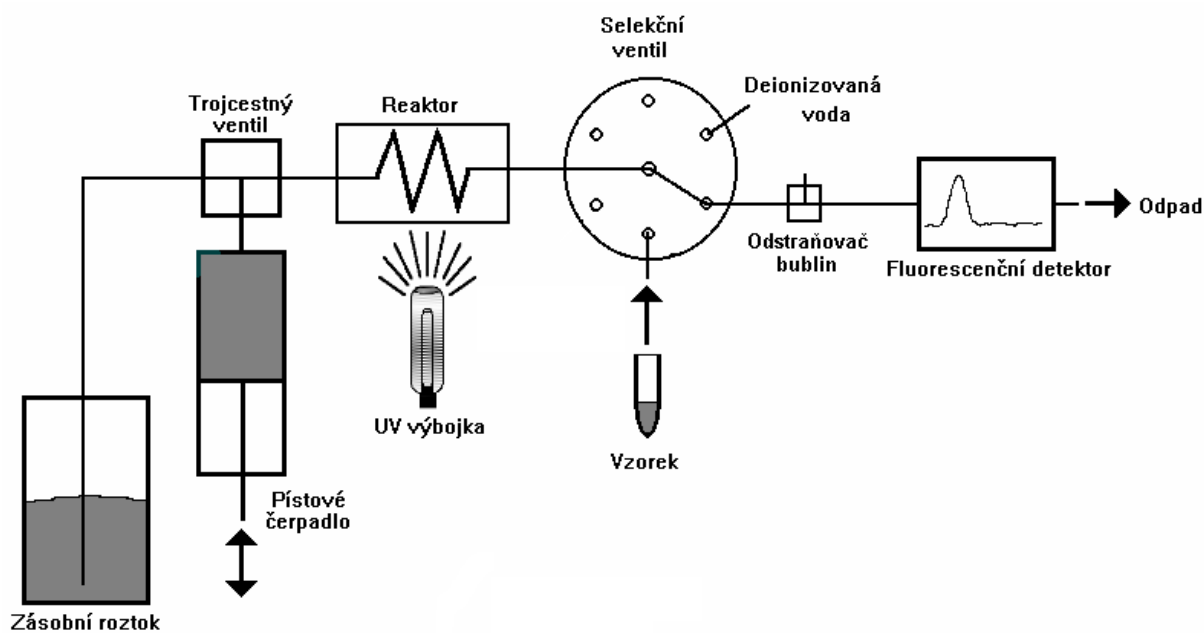 Selekční
ventil
Deionizovaná
voda
Trojcestný
ventil
Reaktor
Odpad
Odstraňovač
bublin
Fluorescenční detektor
UV výbojka
Vzorek
Pístové
čerpadlo
Zásobní roztok